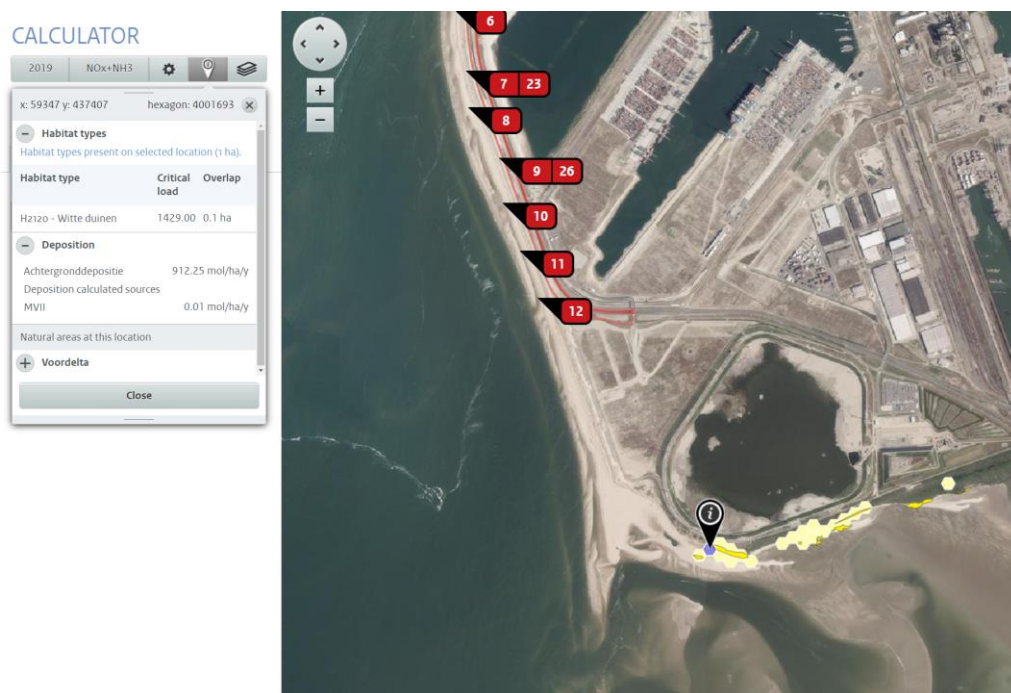 CALCULATOR
2019 NOx+NH3
x: 59347 y: 437407 hexagon: 4001693
Habitat types
Habitat types present on selected location (1 ha).
Habitat type Critical load Overlap
H2120 - Witte duinen 1429.00 0.1 ha
Deposition
Achtergronddepositie 912.25 mol/ha/y
Deposition calculated sources
MVII 0.01 mol/ha/y
Natural areas at this location
Voordelta
Close
6
7 23
8
9 26
10
11
12
i